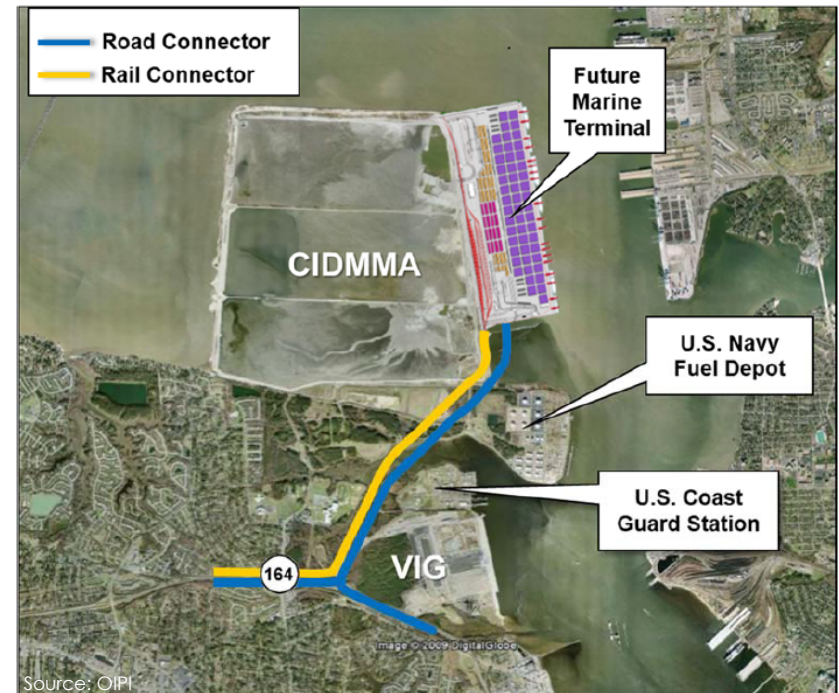 Road Connector
Rail Connector
Future
Marine
Terminal
CIDMMA
U.S. Navy
Fuel Depot
U.S. Coast
Guard Station
164
VIG
Image © 2009 DigitalGlobe
Source: OIPI